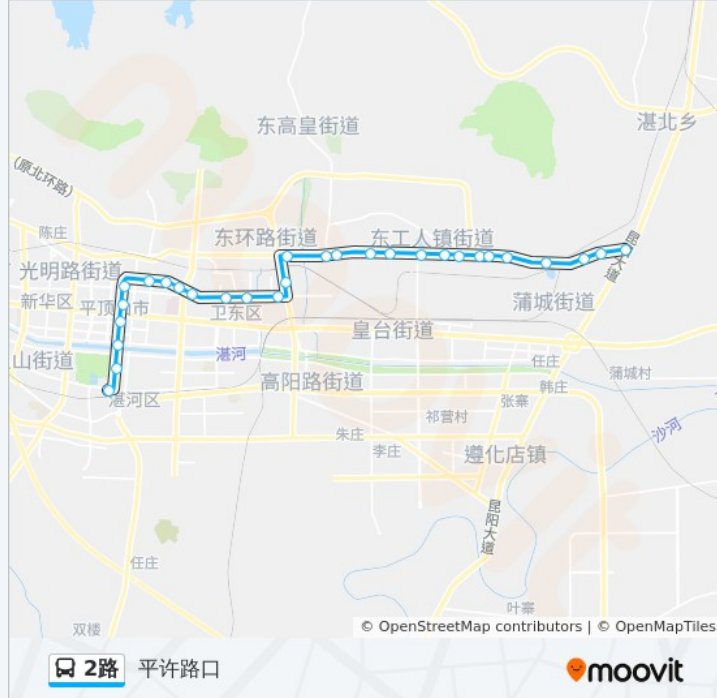 东高皇街道
湛北乡
(原北环路)
陈庄
东环路街道
东工人镇街道
昆
大道
光明路街道
新华区
平顶山市
卫东区
蒲城街道
皇台街道
山街道
湛河
任庄
蒲城村
高阳路街道
韩庄
湛河区
张寨
祁营村
沙河
朱庄
李庄
遵化店镇
昆阳大道
任庄
叶寨
双楼
© OpenStreetMap contributors | © OpenMapTiles
2路 平许路口 moovit